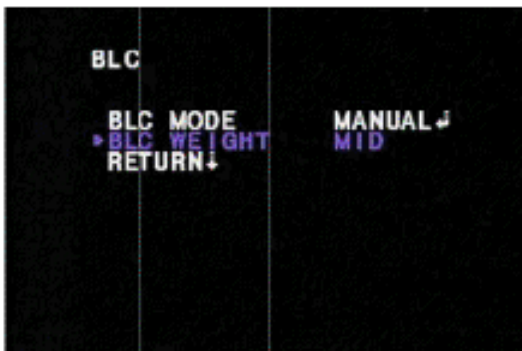 BLC
BLC MODE MANUAL↲
BLC WEIGHT MID
RETURN↓